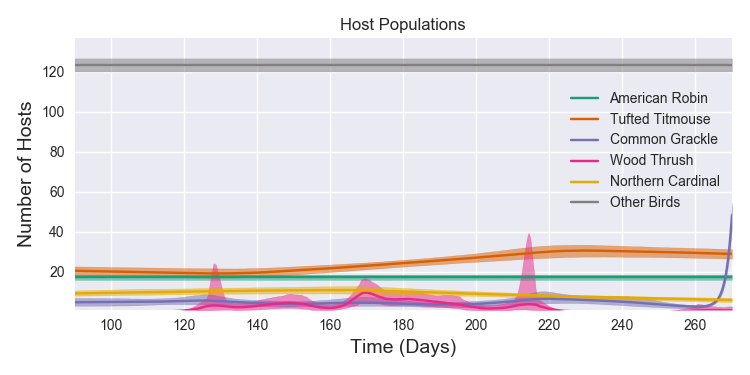 Host Populations
Number of Hosts
120
100
80
60
40
20
American Robin
Tufted Titmouse
Common Grackle
Wood Thrush
Northern Cardinal
Other Birds
100 120 140 160 180 200 220 240 260
Time (Days)